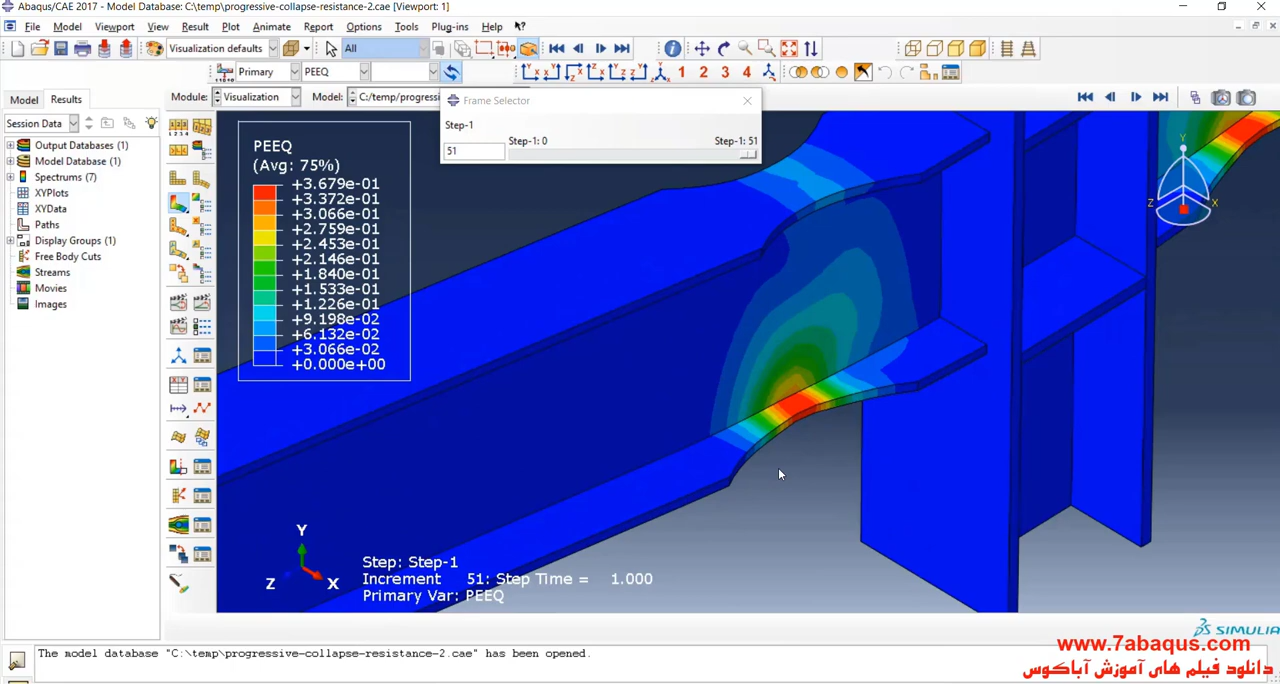 Abaqus/CAE 2017 - Model Database: C:\temp\progressive-collapse-resistance-2.cae [Viewport: 1]
File Model Viewport View Result Plot Animate Report Options Tools Plug-ins Help
Visualization defaults All
Primary PEEQ 1 2 3 4
Model Results Module: Visualization Model: C:/temp/progres
Session Data
Output Databases (1)
Model Database (1)
Spectrums (7)
XYPlots
XYData
Paths
Display Groups (1)
Free Body Cuts
Streams
Movies
Images
Frame Selector
Step-1
Step-1: 0 Step-1: 51
51
PEEQ
(Avg: 75%)
+3.679e-01
+3.372e-01
+3.066e-01
+2.759e-01
+2.453e-01
+2.146e-01
+1.840e-01
+1.533e-01
+1.226e-01
+9.198e-02
+6.132e-02
+3.066e-02
+0.000e+00
Y
Z X
Y
Z X
Step: Step-1
Increment 51: Step Time = 1.000
Primary Var: PEEQ
SIMULIA
The model database "C:\temp\progressive-collapse-resistance-2.cae" has been opened.
www.7abaqus.com
دانلود فیلم های آموزش آباکوس